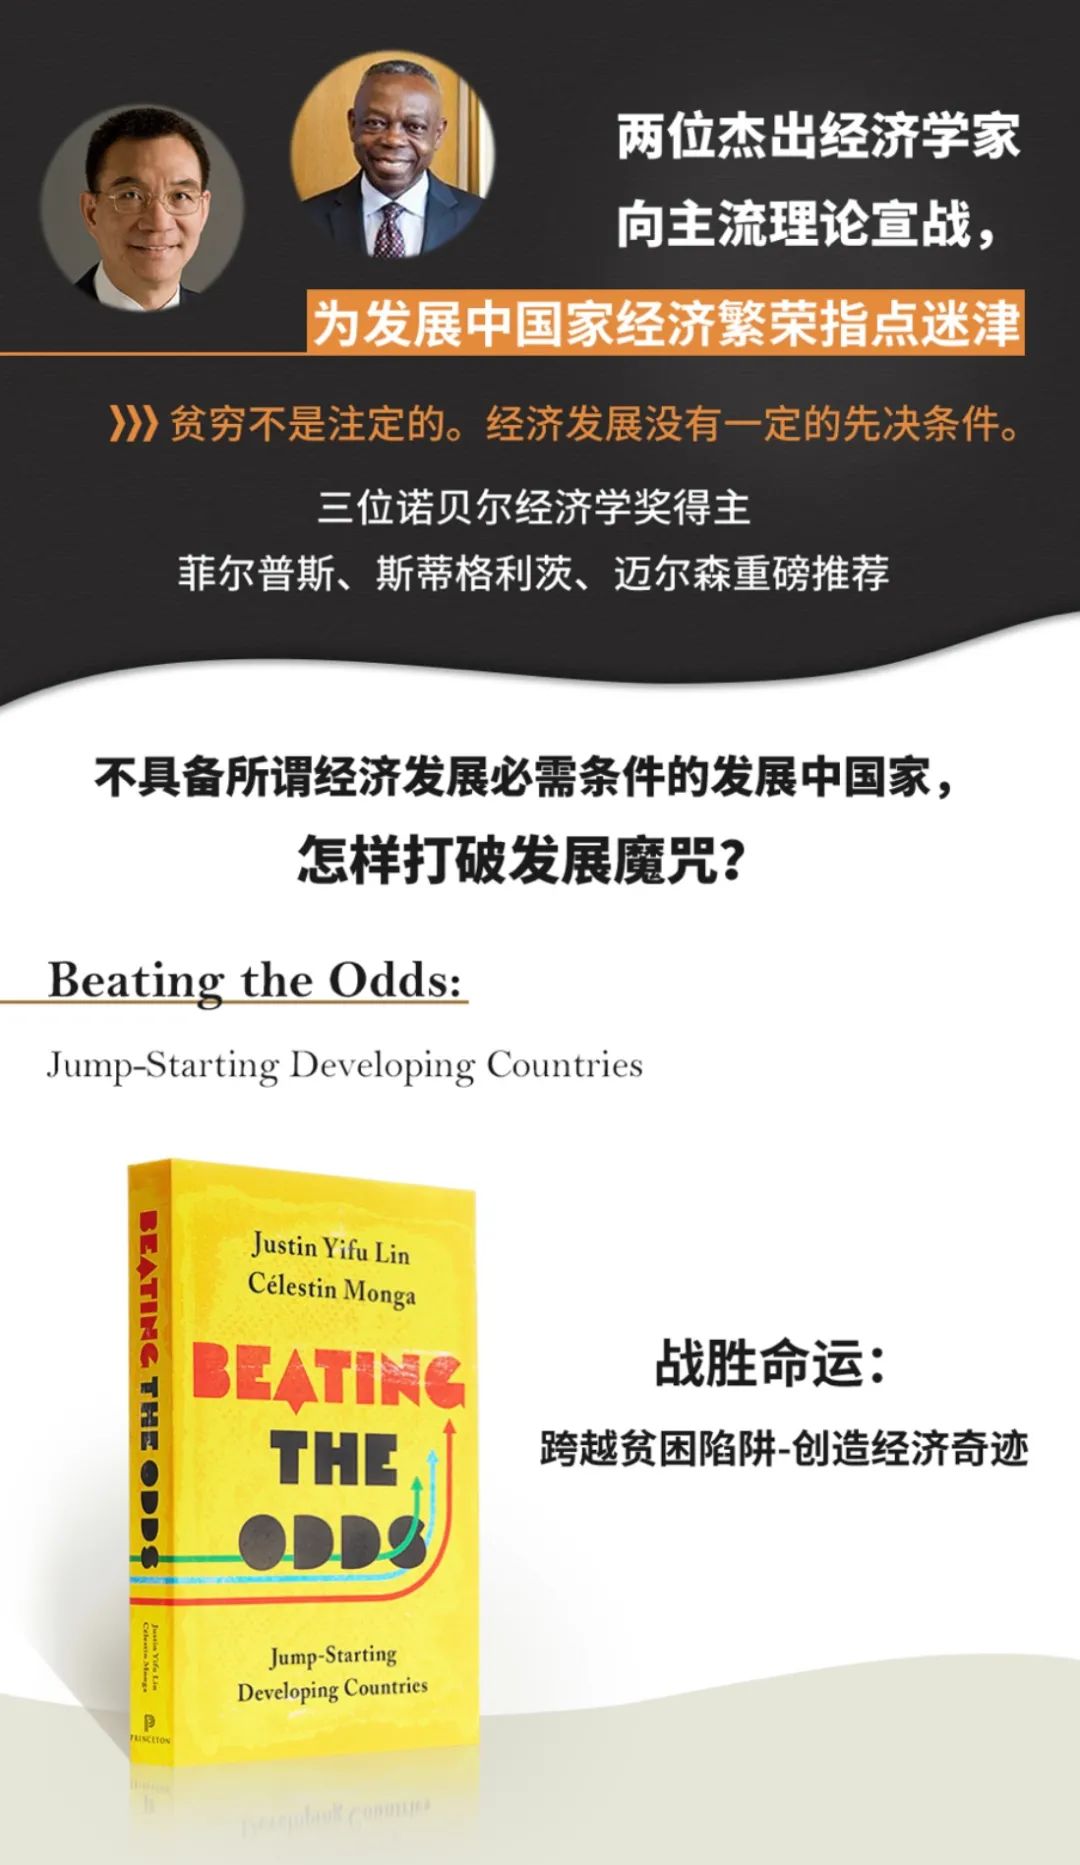 两位杰出经济学家
向主流理论宣战，
为发展中国家经济繁荣指点迷津
》》》贫穷不是注定的。经济发展没有一定的先决条件。
三位诺贝尔经济学奖得主
菲尔普斯、斯蒂格利茨、迈尔森重磅推荐
不具备所谓经济发展必需条件的发展中国家，
怎样打破发展魔咒？
Beating the Odds:
Jump-Starting Developing Countries
BEATING THE ODDS
Justin Yifu Lin
Célestin Monga
PRINCETON
Justin Yifu Lin
Célestin Monga
BEATING
THE
ODDS
Jump-Starting
Developing Countries
战胜命运：
跨越贫困陷阱-创造经济奇迹